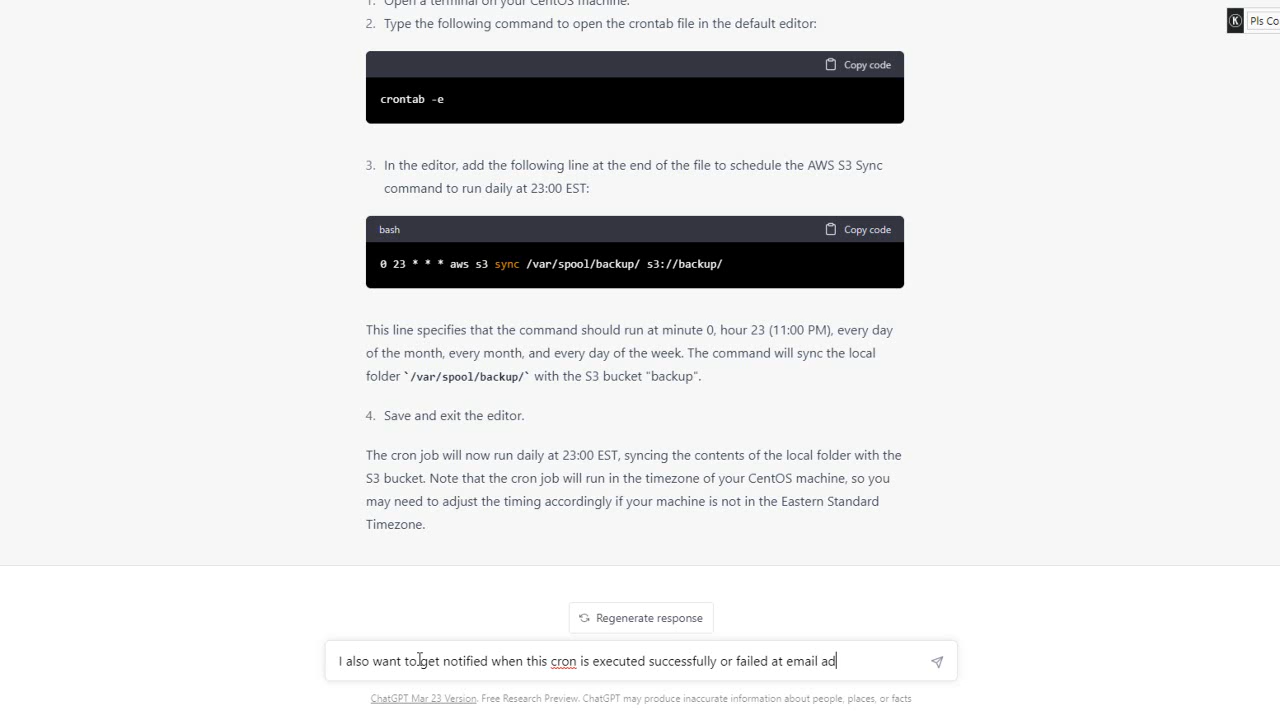 1. Open a terminal on your CentOS machine.
2. Type the following command to open the crontab file in the default editor:
Copy code
crontab -e
3. In the editor, add the following line at the end of the file to schedule the AWS S3 Sync
command to run daily at 23:00 EST:
bash Copy code
0 23 * * * aws s3 sync /var/spool/backup/ s3://backup/
This line specifies that the command should run at minute 0, hour 23 (11:00 PM), every day
of the month, every month, and every day of the week. The command will sync the local
folder `/var/spool/backup/` with the S3 bucket "backup".
4. Save and exit the editor.
The cron job will now run daily at 23:00 EST, syncing the contents of the local folder with the
S3 bucket. Note that the cron job will run in the timezone of your CentOS machine, so you
may need to adjust the timing accordingly if your machine is not in the Eastern Standard
Timezone.
Regenerate response
I also want to get notified when this cron is executed successfully or failed at email ad
ChatGPT Mar 23 Version. Free Research Preview. ChatGPT may produce inaccurate information about people, places, or facts
K Pls Co